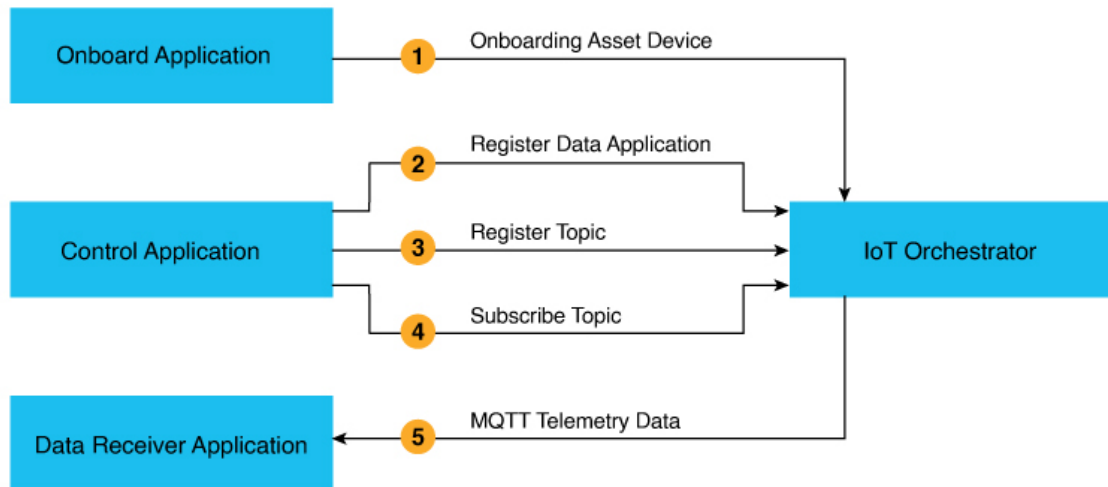 Onboard Application
1
Onboarding Asset Device
2
Register Data Application
Control Application
3
Register Topic
IoT Orchestrator
4
Subscribe Topic
Data Receiver Application
5
MQTT Telemetry Data